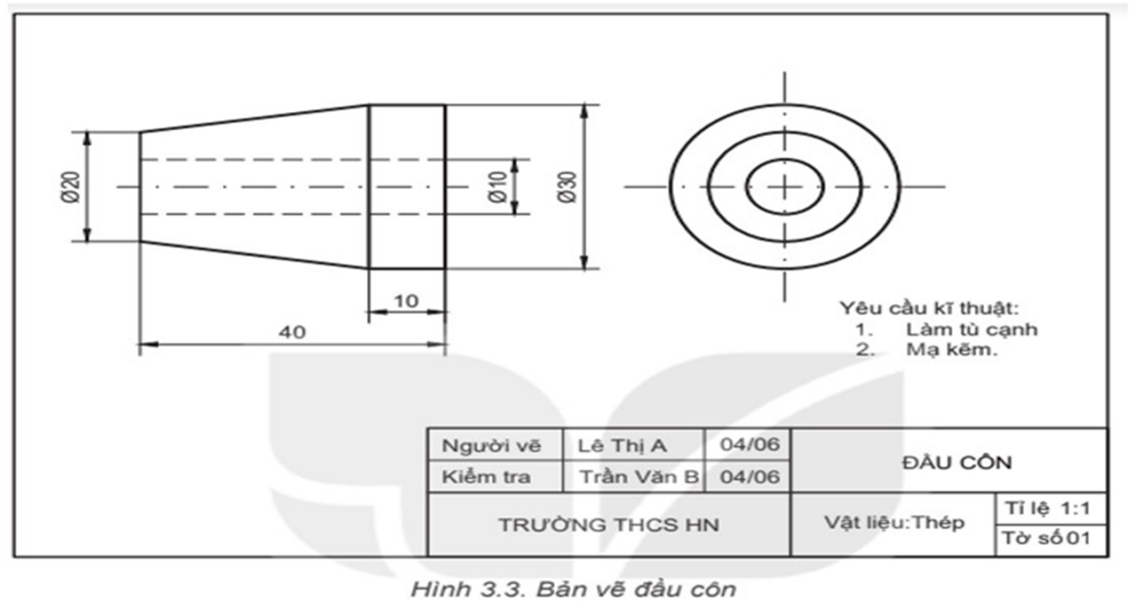 Ø20
Ø10
Ø30
10
40
Yêu cầu kĩ thuật:
1. Làm tù cạnh
2. Mạ kẽm.
Người vẽ Lê Thị A 04/06
Kiểm tra Trần Văn B 04/06
ĐẦU CÔN
TRƯỜNG THCS HN
Vật liệu:Thép
Tỉ lệ 1:1
Tờ số 01
Hình 3.3. Bản vẽ đầu côn